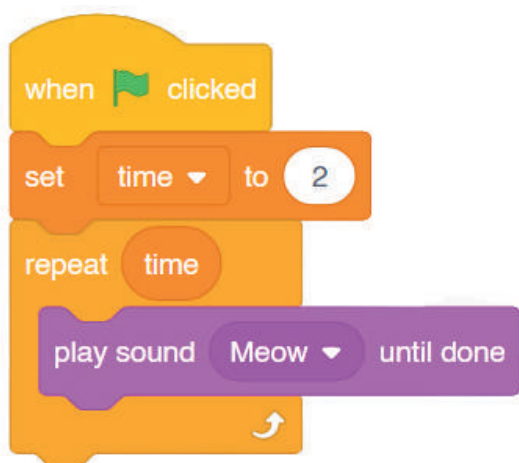 when clicked
set time to 2
repeat time
play sound Meow until done